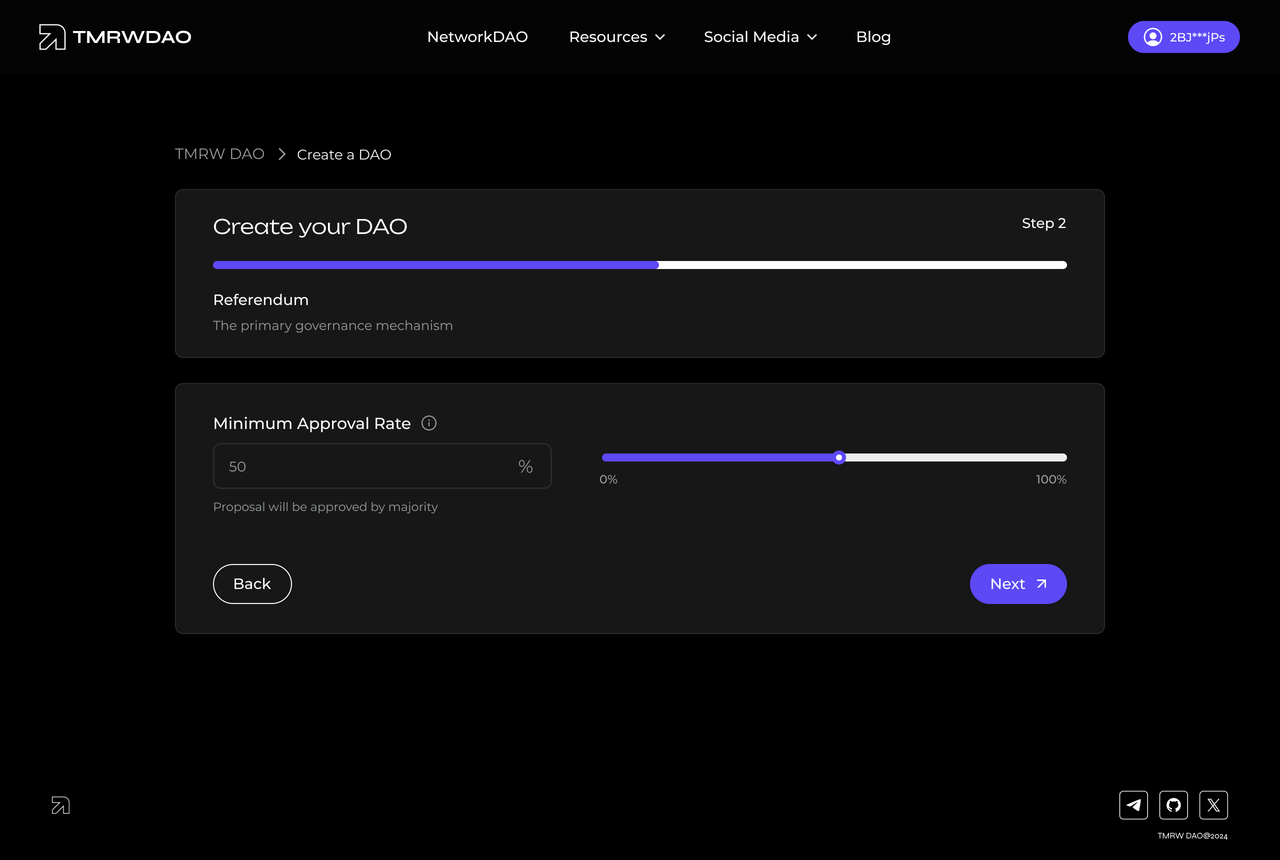 TMRWDAO
NetworkDAO
Resources
Social Media
Blog
2BJ***jPs
TMRW DAO
Create a DAO
Create your DAO
Step 2
Referendum
The primary governance mechanism
Minimum Approval Rate
50 %
0%
100%
Proposal will be approved by majority
Back
Next
TMRW DAO@2024